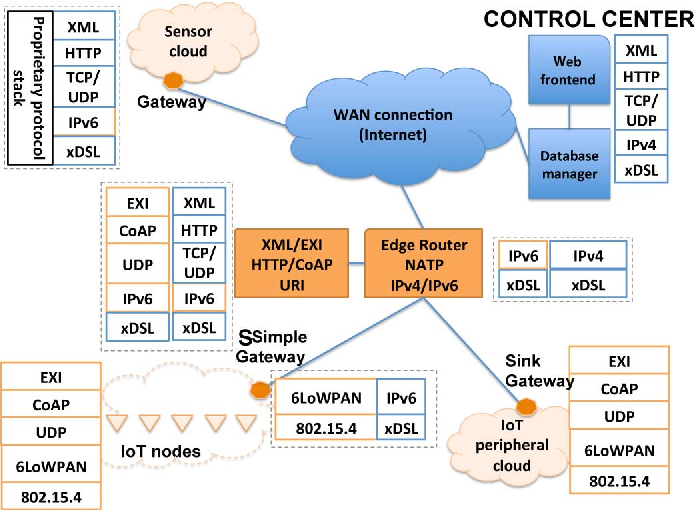 CONTROL CENTER
Proprietary protocol
stack
XML
HTTP
TCP/
UDP
IPv6
xDSL
Sensor
cloud
Gateway
WAN connection
(Internet)
Web
frontend
Database
manager
XML
HTTP
TCP/
UDP
IPv4
xDSL
EXI
CoAP
UDP
IPv6
xDSL
XML
HTTP
TCP/
UDP
IPv6
xDSL
XML/EXI
HTTP/CoAP
URI
Edge Router
NATP
IPv4/IPv6
IPv6
IPv4
xDSL
xDSL
SSimple
Gateway
Sink
Gateway
EXI
CoAP
UDP
6LoWPAN
802.15.4
IoT nodes
6LoWPAN
IPv6
802.15.4
xDSL
IoT
peripheral
cloud
EXI
CoAP
UDP
6LoWPAN
802.15.4